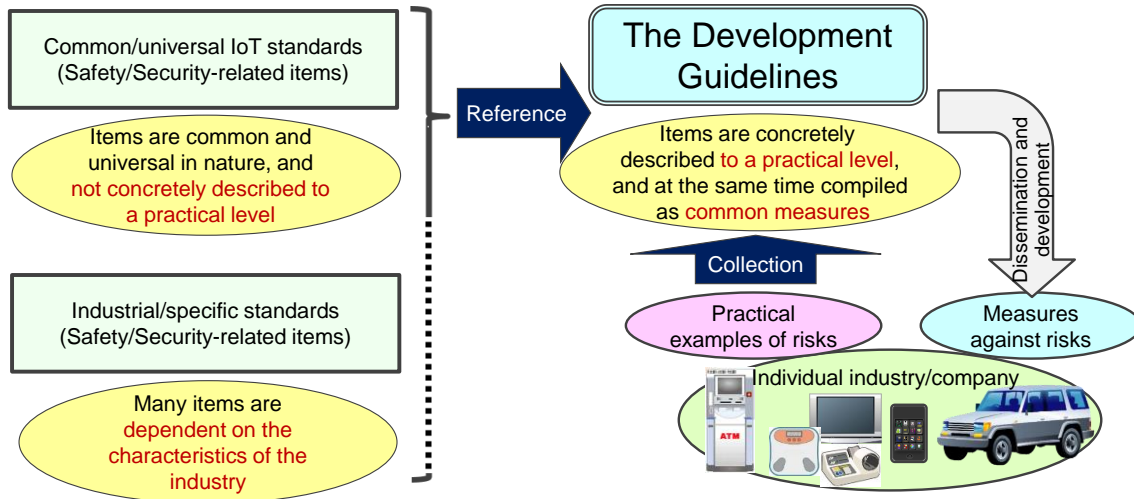 Common/universal IoT standards
(Safety/Security-related items)
Items are common and
universal in nature, and
not concretely described to
a practical level
Industrial/specific standards
(Safety/Security-related items)
Many items are
dependent on the
characteristics of the
industry
Reference
The Development
Guidelines
Items are concretely
described to a practical level,
and at the same time compiled
as common measures
Collection
Dissemination and
development
Practical
examples of risks
Measures
against risks
Individual industry/company
ATM